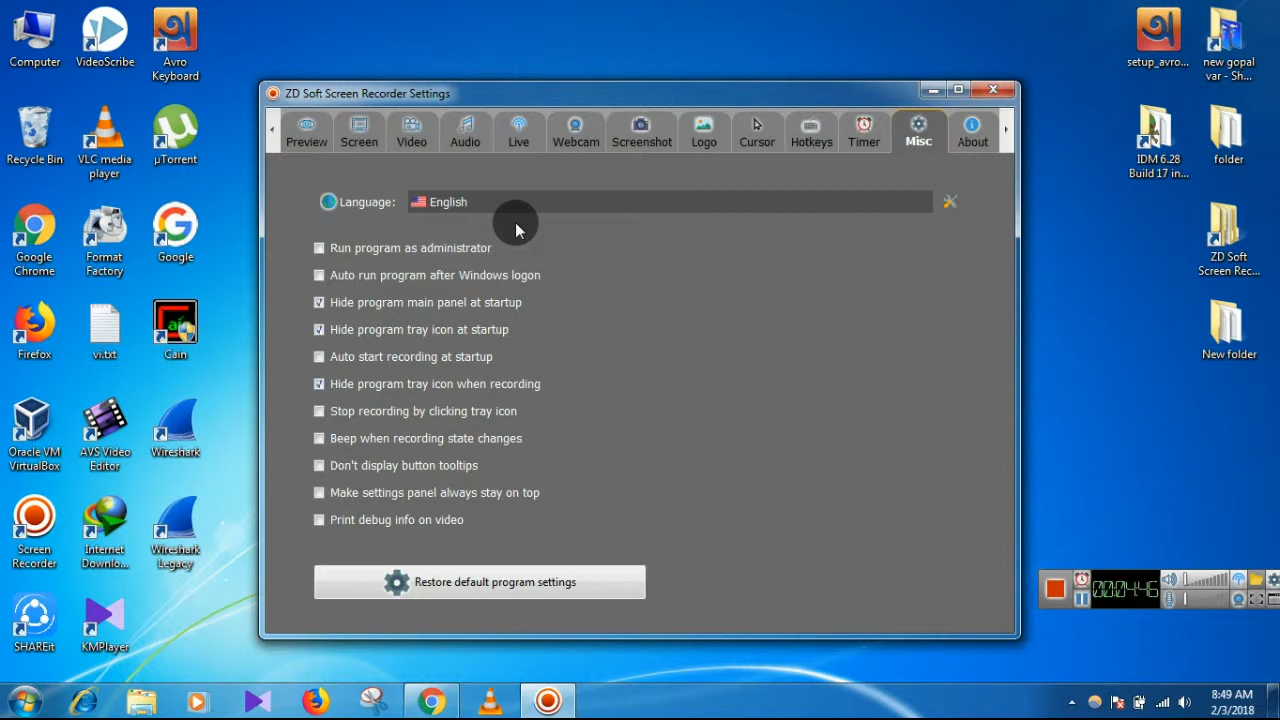 Computer
VideoScribe
Avro
Keyboard
setup_avro...
new gopal
var - Sh...
Recycle Bin
VLC media
player
µTorrent
IDM 6.28
Build 17 in...
folder
Google
Chrome
Format
Factory
Google
ZD Soft
Screen Rec...
Firefox
vi.txt
Cain
New folder
Oracle VM
VirtualBox
AVS Video
Editor
Wireshark
Screen
Recorder
Internet
Downlo...
Wireshark
Legacy
SHAREit
KMPlayer
ZD Soft Screen Recorder Settings
Preview Screen Video Audio Live Webcam Screenshot Logo Cursor Hotkeys Timer Misc About
Language: English
Run program as administrator
Auto run program after Windows logon
Hide program main panel at startup
Hide program tray icon at startup
Auto start recording at startup
Hide program tray icon when recording
Stop recording by clicking tray icon
Beep when recording state changes
Don't display button tooltips
Make settings panel always stay on top
Print debug info on video
Restore default program settings
00:04:46
8:49 AM
2/3/2018